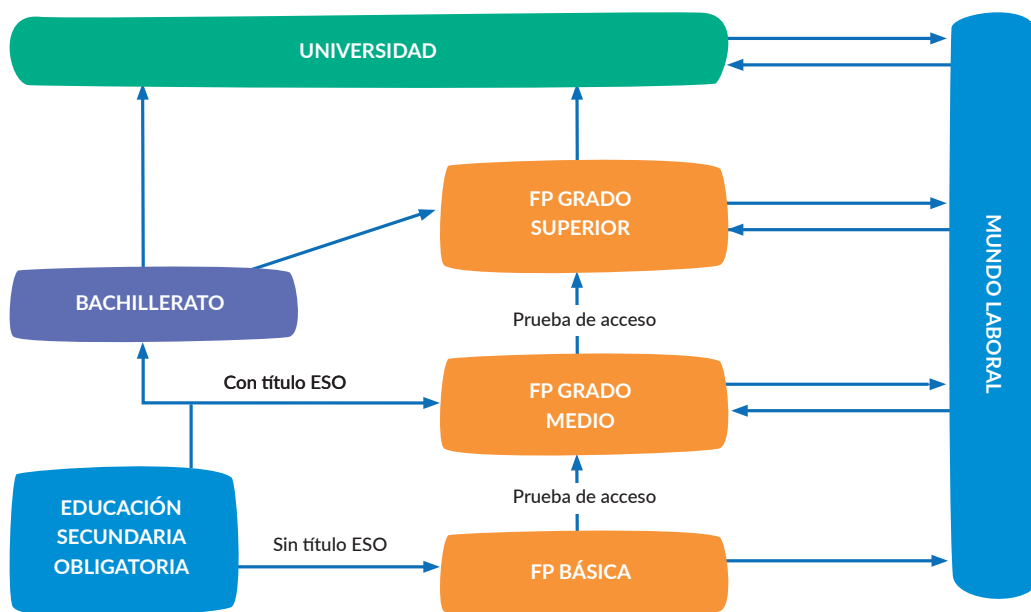 UNIVERSIDAD
FP GRADO
SUPERIOR
BACHILLERATO
Prueba de acceso
Con título ESO
FP GRADO
MEDIO
EDUCACIÓN
SECUNDARIA
OBLIGATORIA
Prueba de acceso
Sin título ESO
FP BÁSICA
MUNDO LABORAL